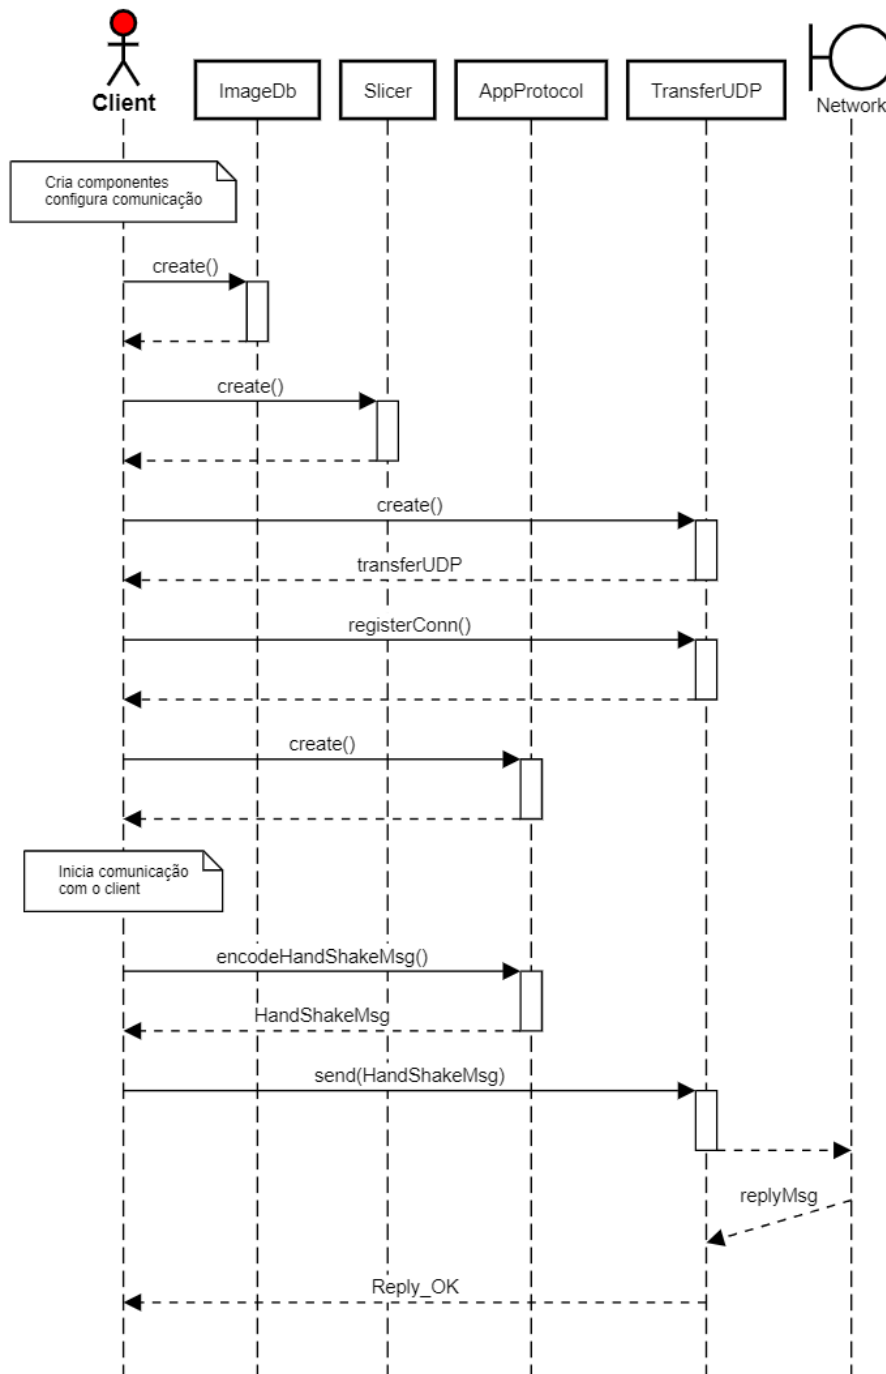 Client
ImageDb
Slicer
AppProtocol
TransferUDP
Network
Cria componentes
configura comunicação
create()
create()
create()
transferUDP
registerConn()
create()
Inicia comunicação
com o client
encodeHandShakeMsg()
HandShakeMsg
send(HandShakeMsg)
replyMsg
Reply_OK